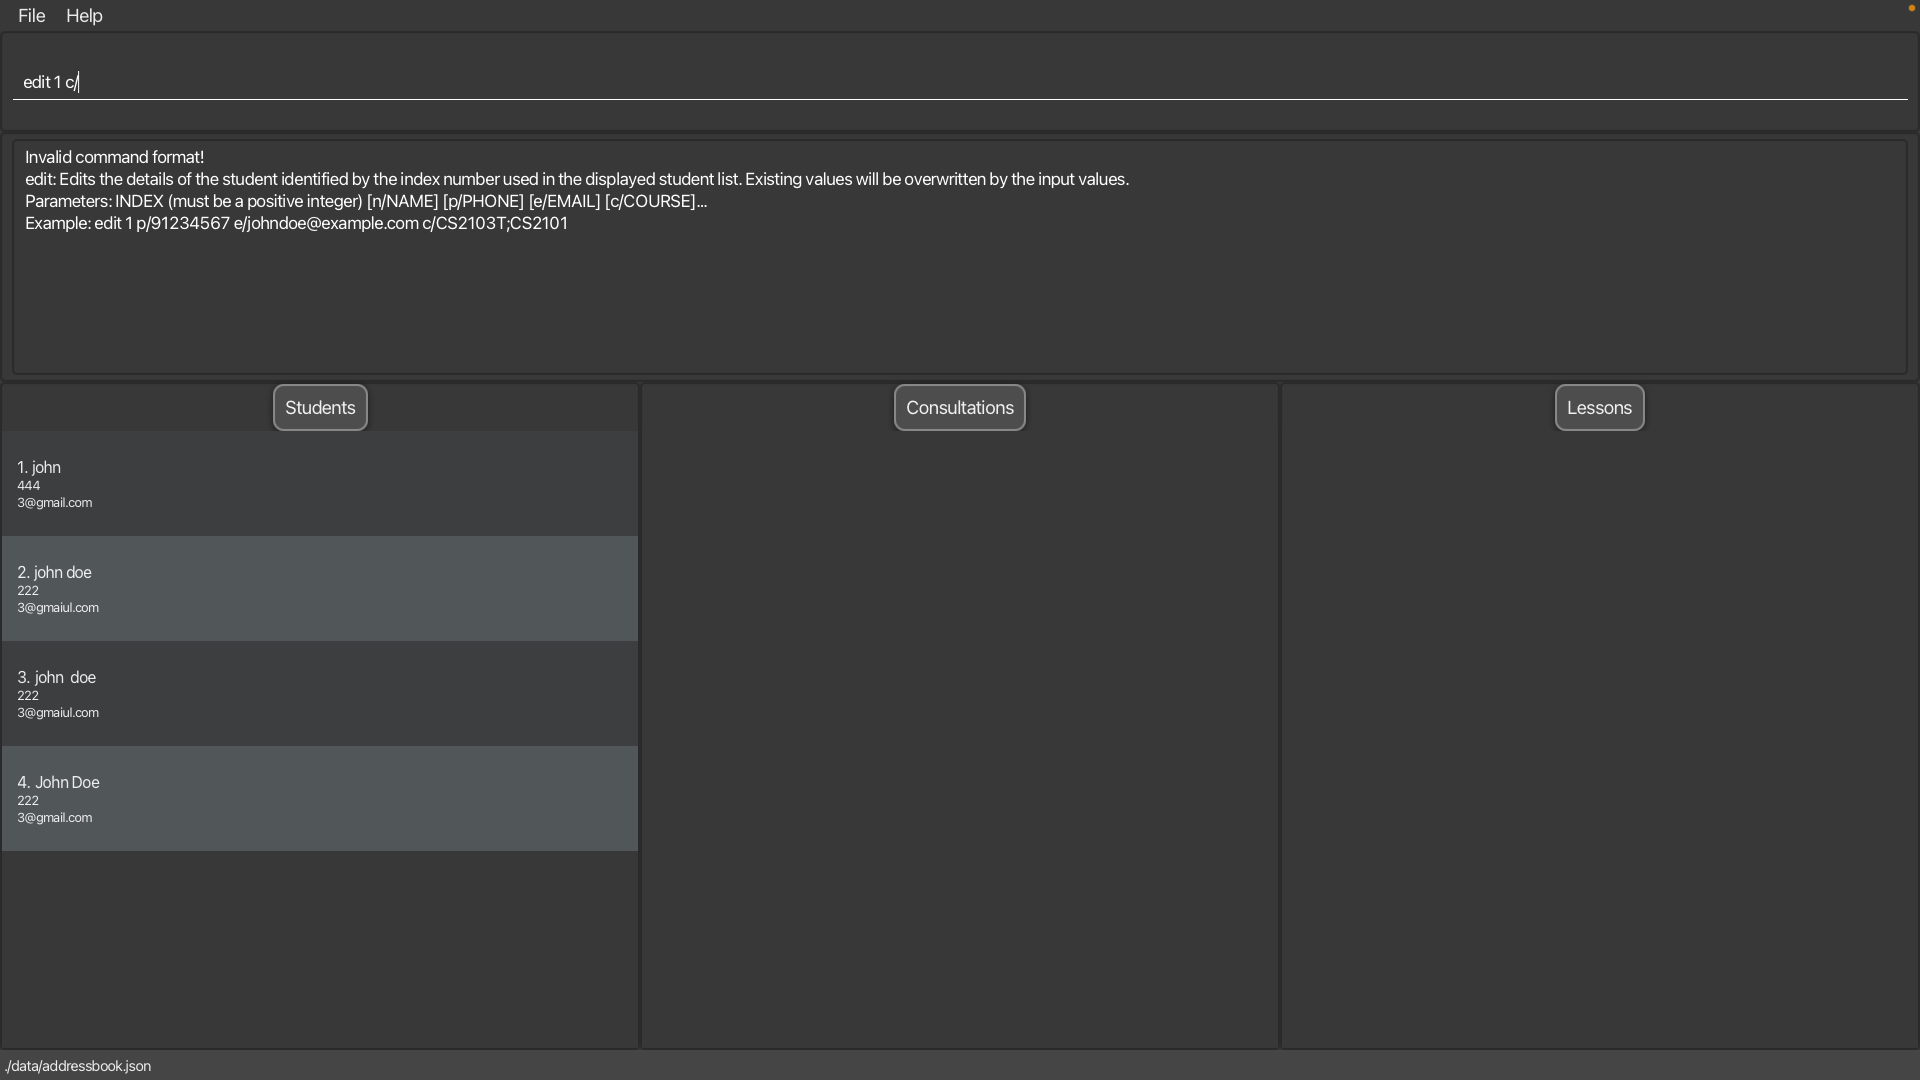 File Help
edit 1 c/
Invalid command format!
edit: Edits the details of the student identified by the index number used in the displayed student list. Existing values will be overwritten by the input values.
Parameters: INDEX (must be a positive integer) [n/NAME] [p/PHONE] [e/EMAIL] [c/COURSE]...
Example: edit 1 p/91234567 e/johndoe@example.com c/CS2103T;CS2101
Students
1. john
444
3@gmail.com
2. john doe
222
3@gmaiul.com
3. john  doe
222
3@gmaiul.com
4. John Doe
222
3@gmail.com
Consultations
Lessons
./data/addressbook.json